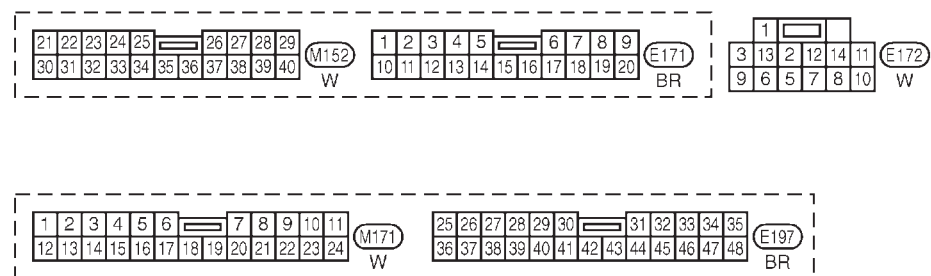 21 22 23 24 25 26 27 28 29
30 31 32 33 34 35 36 37 38 39 40
M152
W
1 2 3 4 5 6 7 8 9
10 11 12 13 14 15 16 17 18 19 20
E171
BR
1
3 13 2 12 14 11
9 6 5 7 8 10
E172
W
1 2 3 4 5 6 7 8 9 10 11
12 13 14 15 16 17 18 19 20 21 22 23 24
M171
W
25 26 27 28 29 30 31 32 33 34 35
36 37 38 39 40 41 42 43 44 45 46 47 48
E197
BR